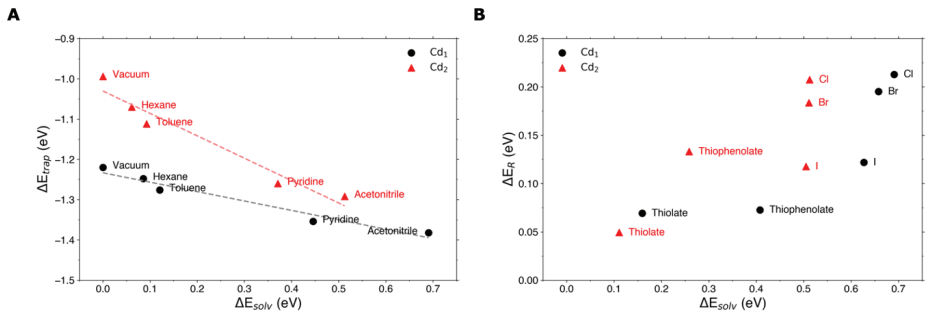 A
B
−0.9
−1.0
−1.1
−1.2
−1.3
−1.4
−1.5
ΔE_trap (eV)
0.0 0.1 0.2 0.3 0.4 0.5 0.6 0.7
ΔE_solv (eV)
Cd₁
Cd₂
Vacuum
Hexane
Toluene
Pyridine
Acetonitrile
Vacuum
Hexane
Toluene
Pyridine
Acetonitrile
0.25
0.20
0.15
0.10
0.05
0.00
ΔE_R (eV)
0.0 0.1 0.2 0.3 0.4 0.5 0.6 0.7
ΔE_solv (eV)
Cd₁
Cd₂
Cl
Cl
Br
Br
Thiophenolate
I
I
Thiolate
Thiophenolate
Thiolate